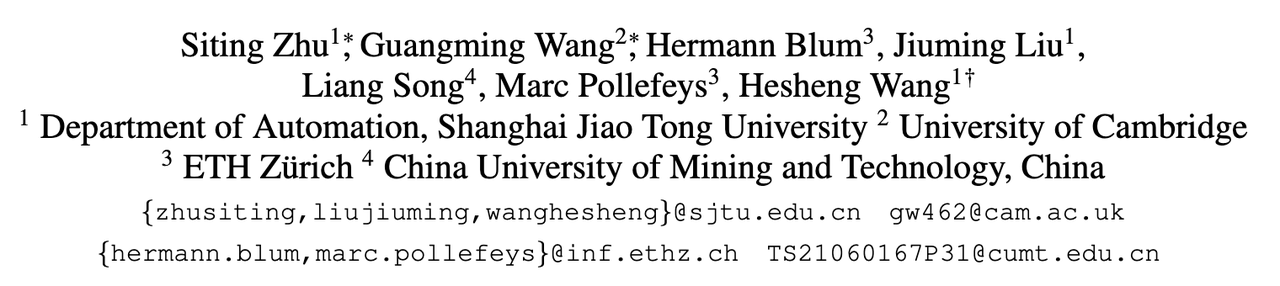 Siting Zhu¹*, Guangming Wang²*, Hermann Blum³, Jiuming Liu¹,
Liang Song⁴, Marc Pollefeys³, Hesheng Wang¹†
¹ Department of Automation, Shanghai Jiao Tong University ² University of Cambridge
³ ETH Zürich ⁴ China University of Mining and Technology, China
{zhusiting,liujiuming,wanghesheng}@sjtu.edu.cn gw462@cam.ac.uk
{hermann.blum,marc.pollefeys}@inf.ethz.ch TS21060167P31@cumt.edu.cn